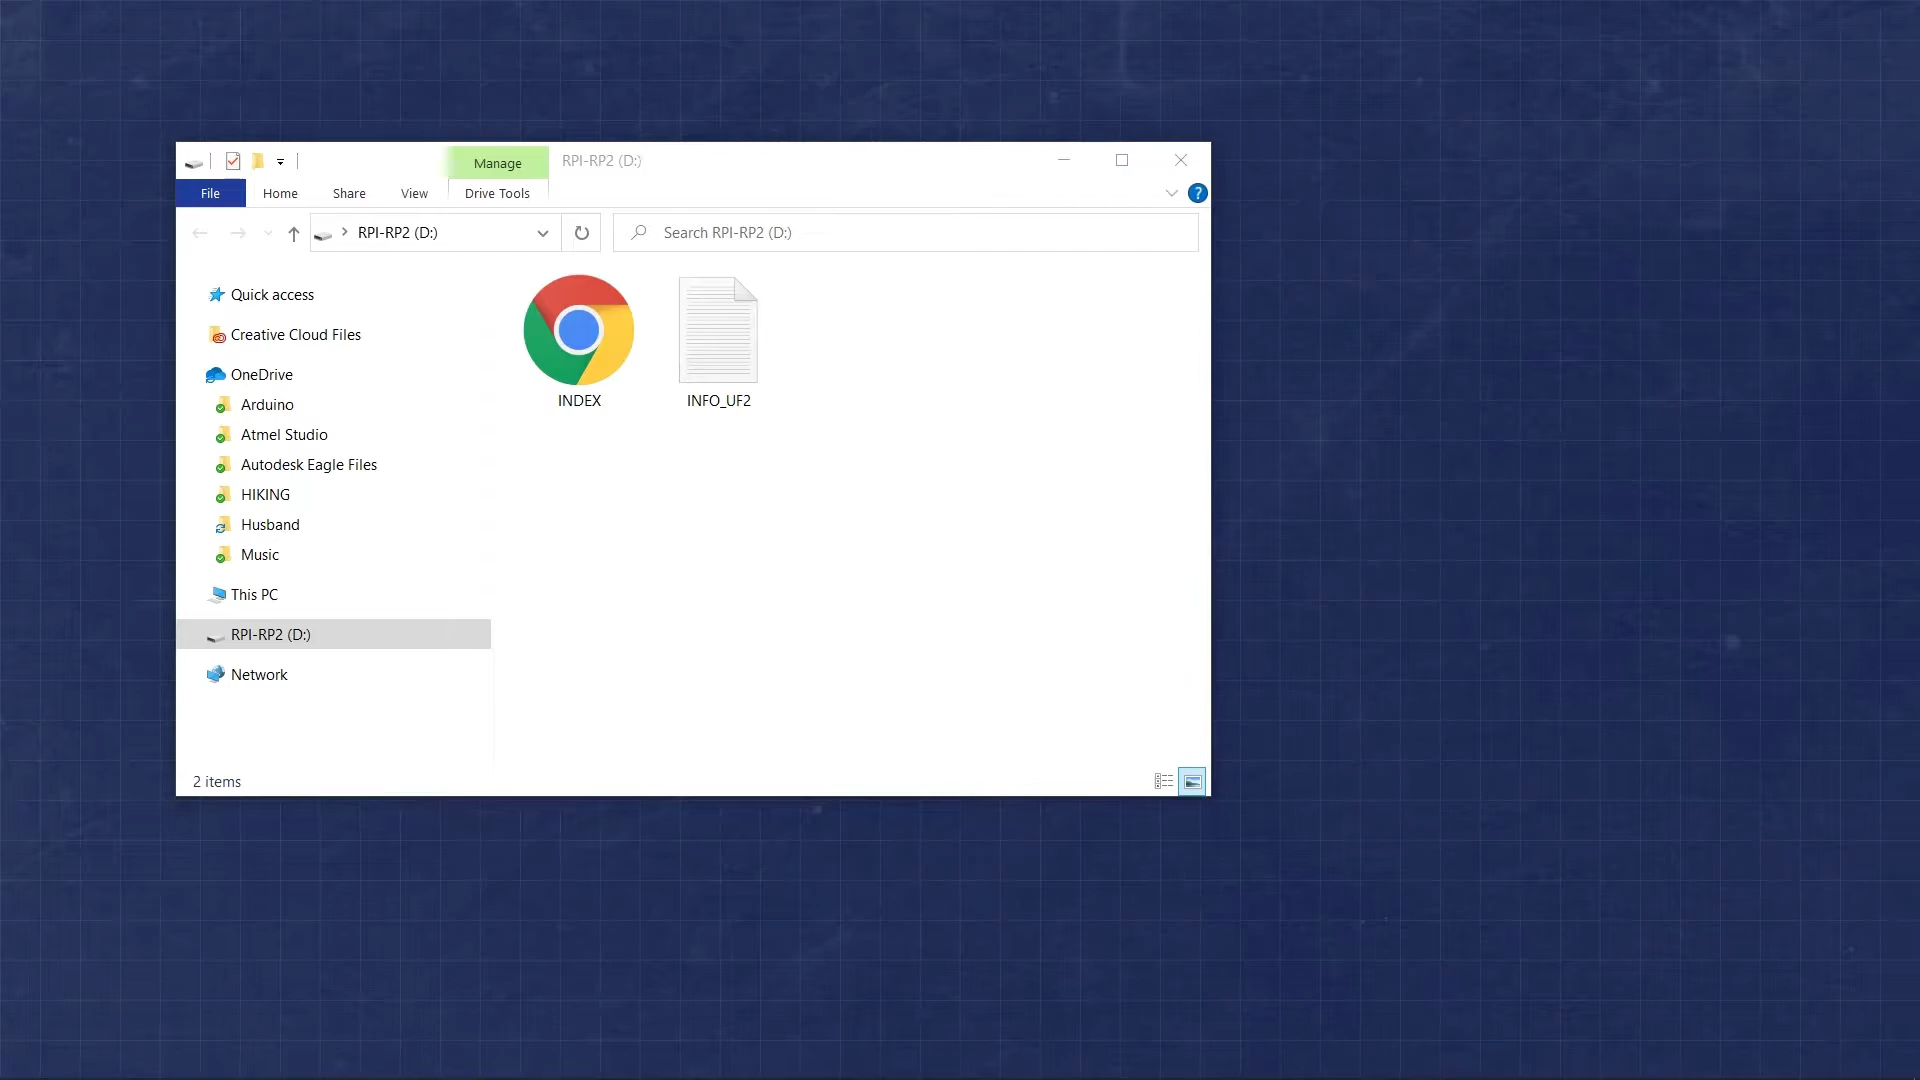 Manage
RPI-RP2 (D:)
File
Home
Share
View
Drive Tools
?
RPI-RP2 (D:)
Search RPI-RP2 (D:)
Quick access
Creative Cloud Files
OneDrive
Arduino
Atmel Studio
Autodesk Eagle Files
HIKING
Husband
Music
This PC
RPI-RP2 (D:)
Network
INDEX
INFO_UF2
2 items